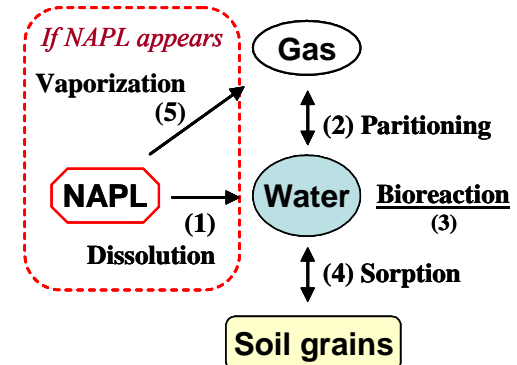 If NAPL appears
Gas
Vaporization
(5)
(2) Paritioning
NAPL
Water
Bioreaction
(3)
(1)
Dissolution
(4) Sorption
Soil grains